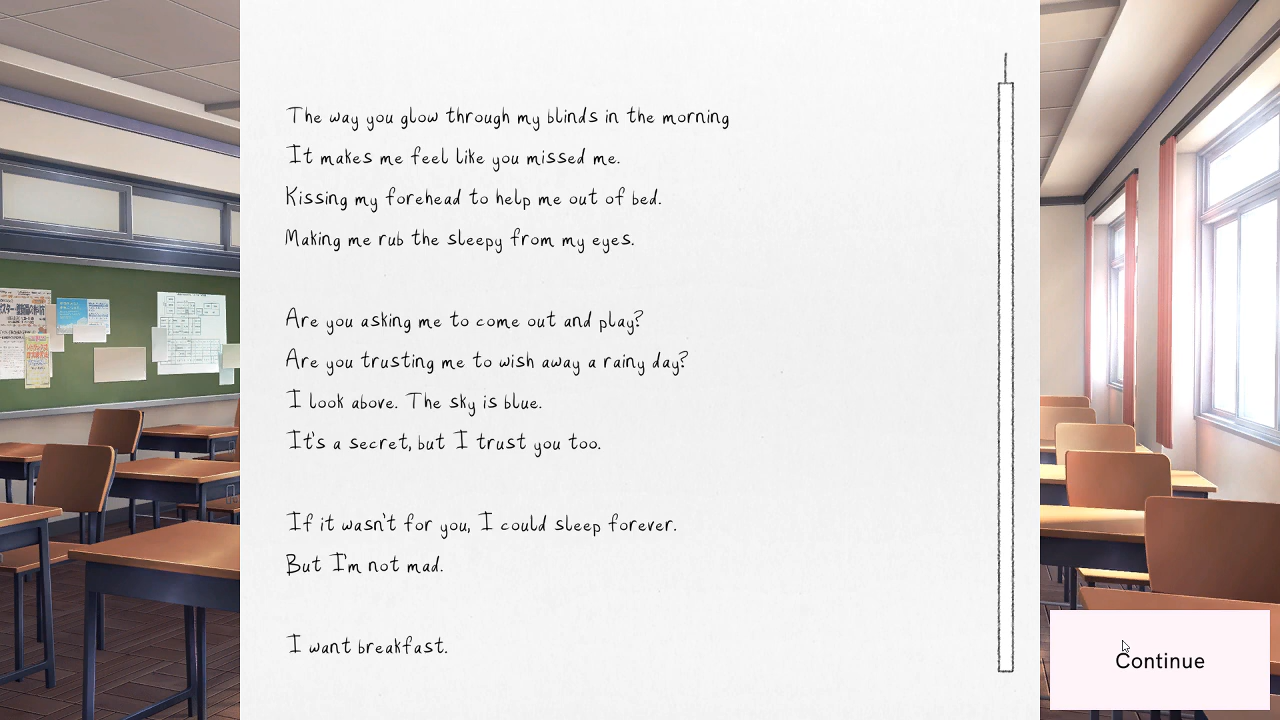 The way you glow through my blinds in the morning
It makes me feel like you missed me.
Kissing my forehead to help me out of bed.
Making me rub the sleepy from my eyes.
Are you asking me to come out and play?
Are you trusting me to wish away a rainy day?
I look above. The sky is blue.
It's a secret, but I trust you too.
If it wasn't for you, I could sleep forever.
But I'm not mad.
I want breakfast.
Continue